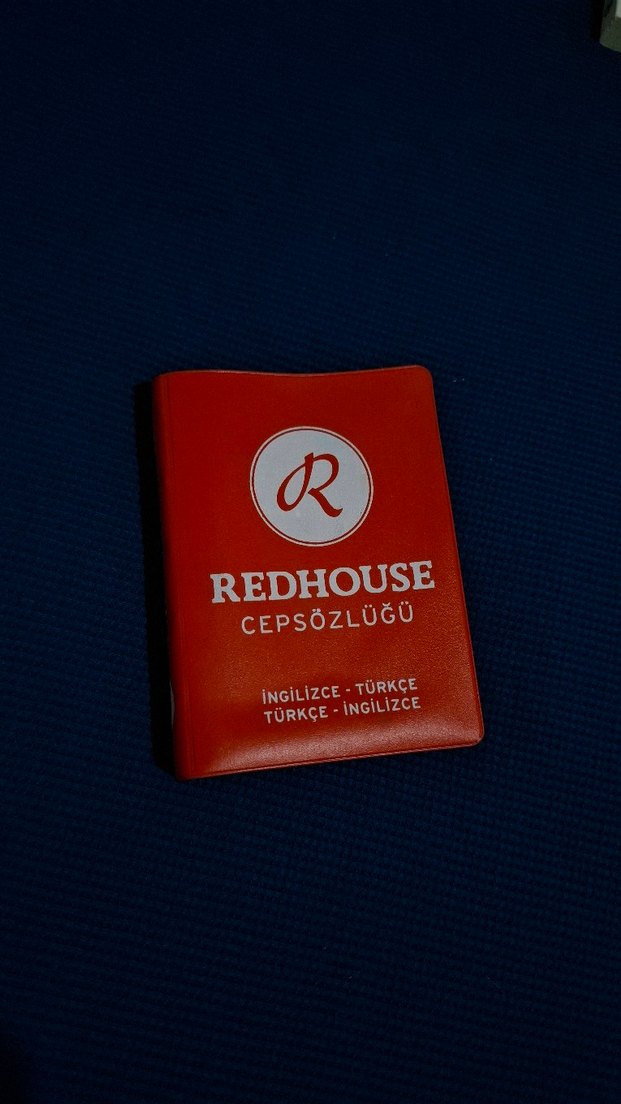 R
REDHOUSE
CEPSÖZLÜĞÜ
İNGİLİZCE - TÜRKÇE
TÜRKÇE - İNGİLİZCE